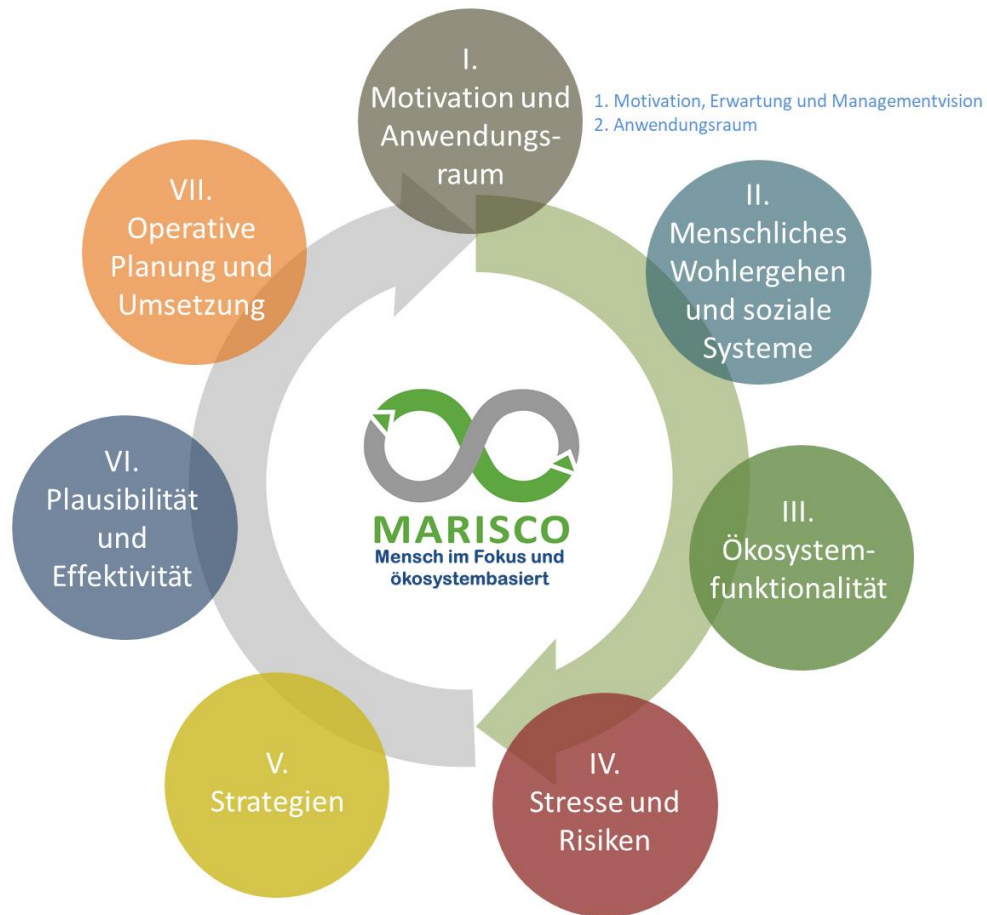 I.
Motivation und
Anwendungs-
raum
1. Motivation, Erwartung und Managementvision
2. Anwendungsraum
II.
Menschliches
Wohlergehen
und soziale
Systeme
III.
Ökosystem-
funktionalität
IV.
Stresse und
Risiken
V.
Strategien
VI.
Plausibilität
und
Effektivität
VII.
Operative
Planung und
Umsetzung
MARISCO
Mensch im Fokus und
ökosystembasiert